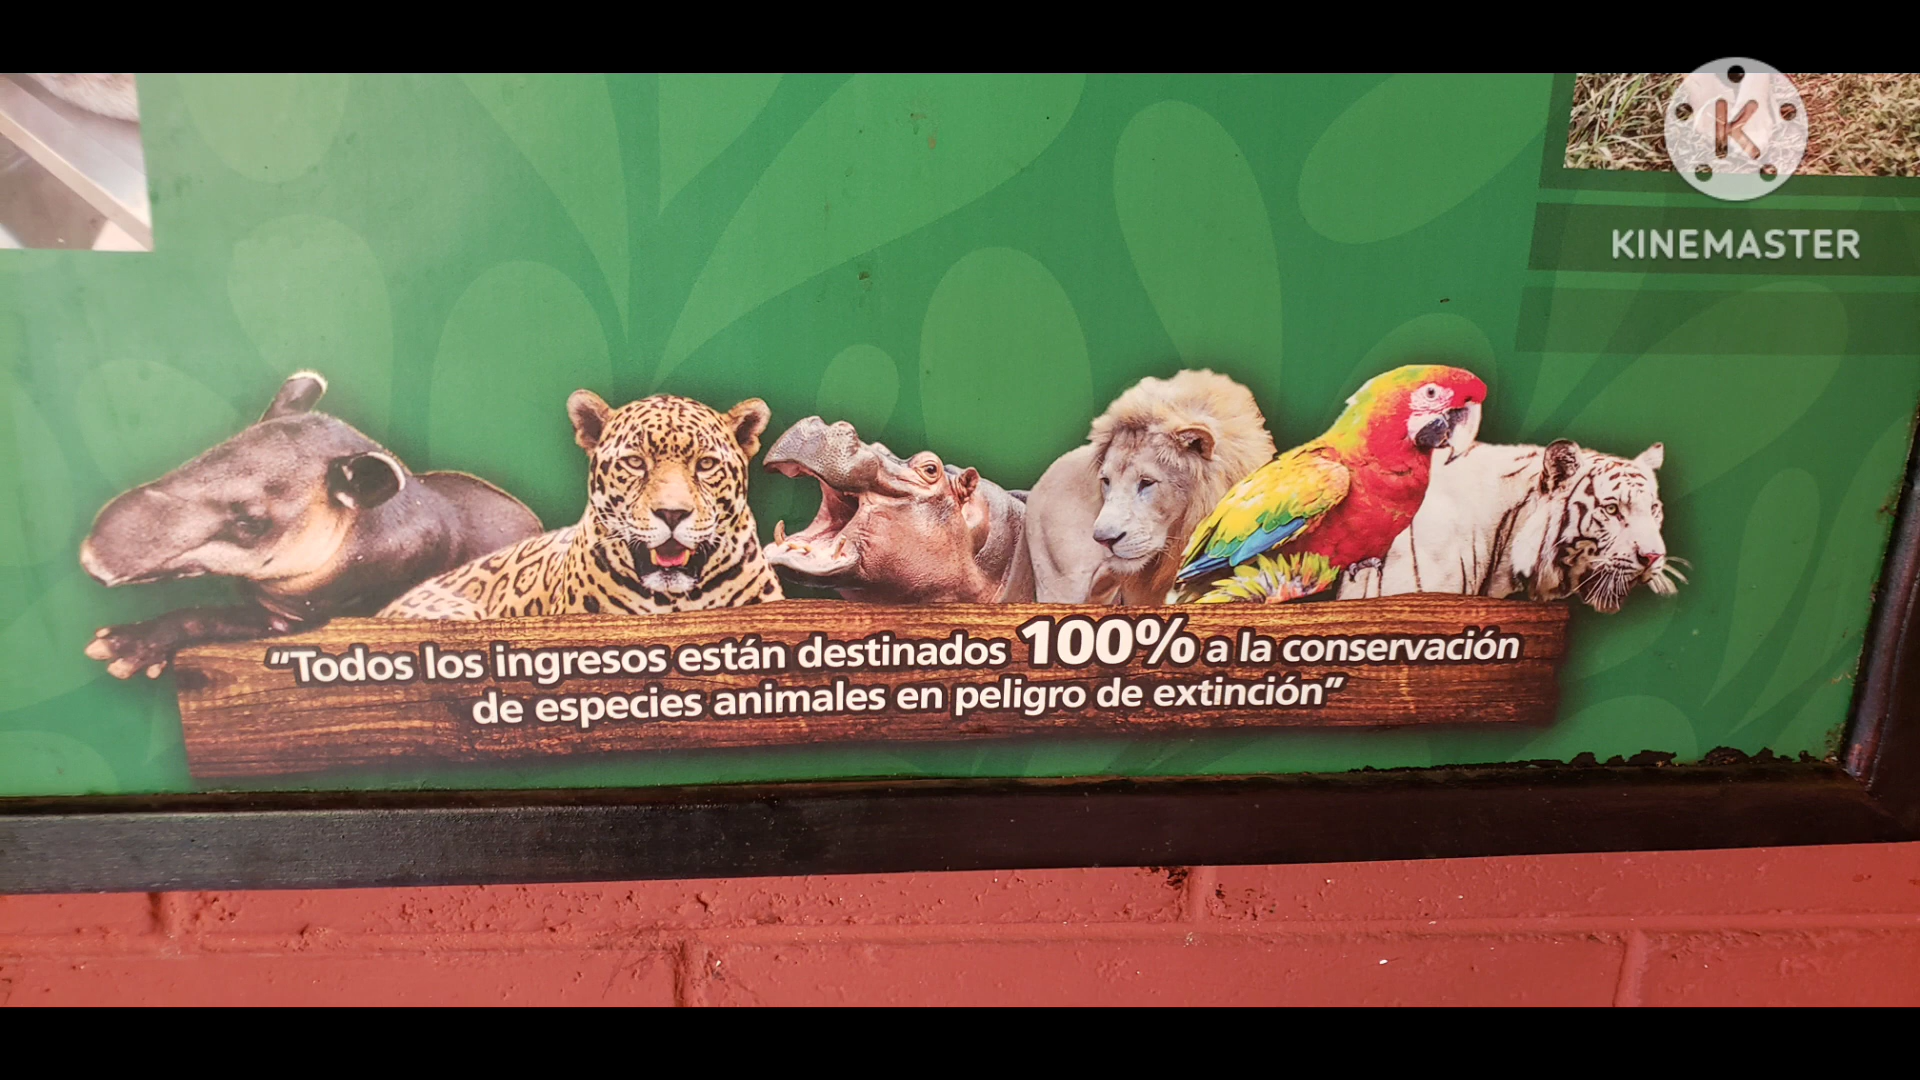 K
KINEMASTER
"Todos los ingresos están destinados 100% a la conservación
de especies animales en peligro de extinción"